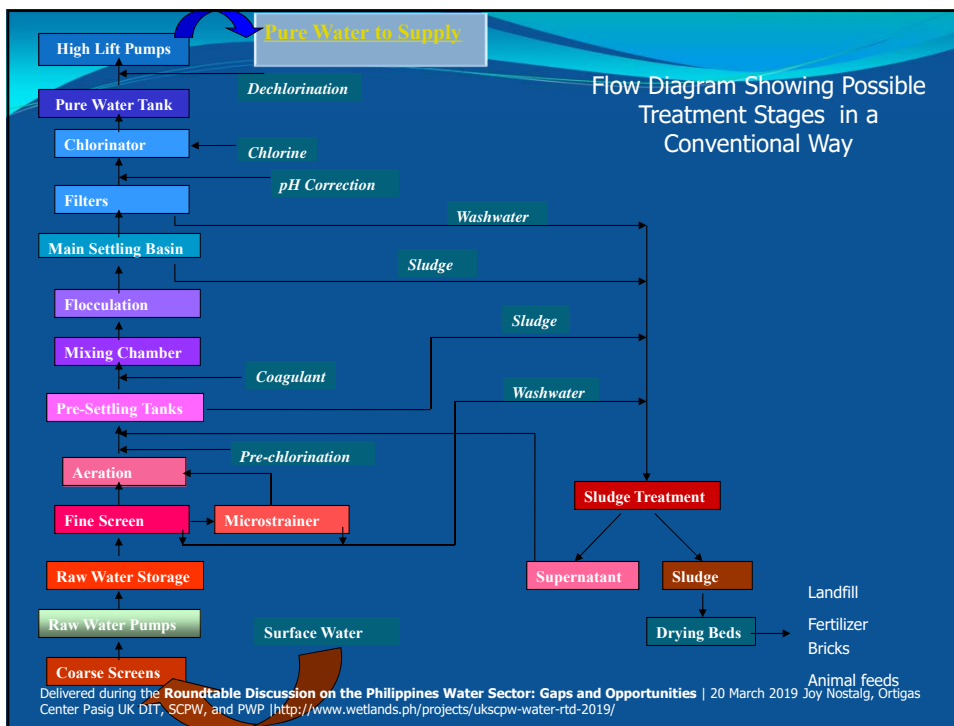 Pure Water to Supply
High Lift Pumps
Flow Diagram Showing Possible
Treatment Stages in a
Conventional Way
Dechlorination
Pure Water Tank
Chlorinator
Chlorine
pH Correction
Filters
Washwater
Main Settling Basin
Sludge
Flocculation
Sludge
Mixing Chamber
Coagulant
Washwater
Pre-Settling Tanks
Pre-chlorination
Aeration
Sludge Treatment
Fine Screen
Microstrainer
Raw Water Storage
Supernatant
Sludge
Landfill
Raw Water Pumps
Surface Water
Drying Beds
Fertilizer
Bricks
Coarse Screens
Animal feeds
Delivered during the Roundtable Discussion on the Philippines Water Sector: Gaps and Opportunities | 20 March 2019 Joy Nostalg, Ortigas
Center Pasig UK DIT, SCPW, and PWP |http://www.wetlands.ph/projects/ukscpw-water-rtd-2019/